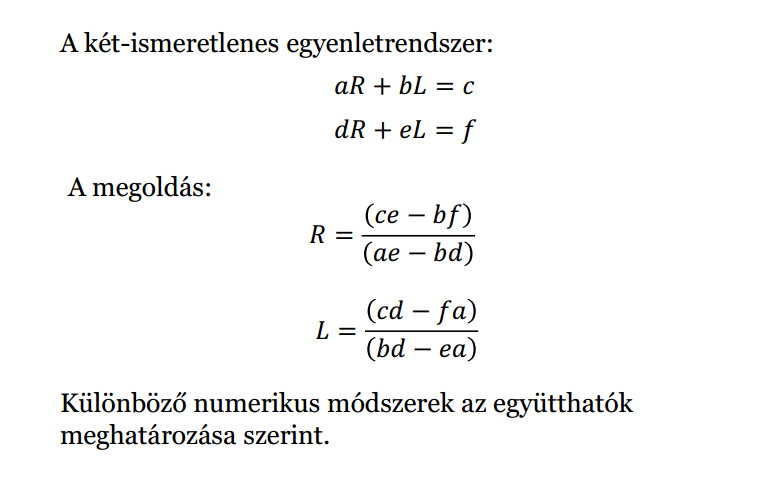 A két-ismeretlenes egyenletrendszer:
aR + bL = c
dR + eL = f
A megoldás:
R = (ce − bf) / (ae − bd)
L = (cd − fa) / (bd − ea)
Különböző numerikus módszerek az együtthatók
meghatározása szerint.